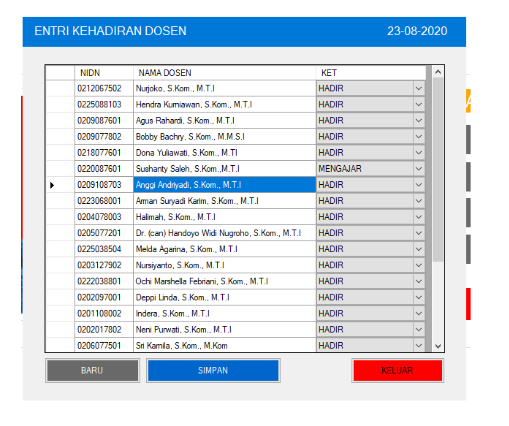 ENTRI KEHADIRAN DOSEN 23-08-2020
NIDN NAMA DOSEN KET
0212067502 Nurjoko, S.Kom., M.T.I HADIR
0225088103 Hendra Kurniawan, S.Kom., M.T.I HADIR
0209087601 Agus Rahardi, S.Kom., M.T.I HADIR
0209077802 Bobby Bachry, S.Kom., M.M.S.I HADIR
0218077601 Dona Yuliawati, S.Kom., M.TI HADIR
0220087601 Sushanty Saleh, S.Kom.,M.T.I MENGAJAR
0209108703 Anggi Andriyadi, S.Kom., M.T.I HADIR
0223068001 Arman Suryadi Karim, S.Kom., M.T.I HADIR
0204078003 Halimah, S.Kom., M.T.I HADIR
0205077201 Dr. (can) Handoyo Widi Nugroho, S.Kom., M.T.I HADIR
0225038504 Melda Agarina, S.Kom., M.T.I HADIR
0203127902 Nursiyanto, S.Kom., M.T.I HADIR
0222038801 Ochi Marshella Febriani, S.Kom., M.T.I HADIR
0202097001 Deppi Linda, S.Kom., M.T.I HADIR
0201108002 Indera, S.Kom., M.T.I HADIR
0202017802 Neni Purwati, S.Kom., M.T.I HADIR
0206077501 Sri Karnila, S.Kom., M.Kom HADIR
BARU SIMPAN KELUAR